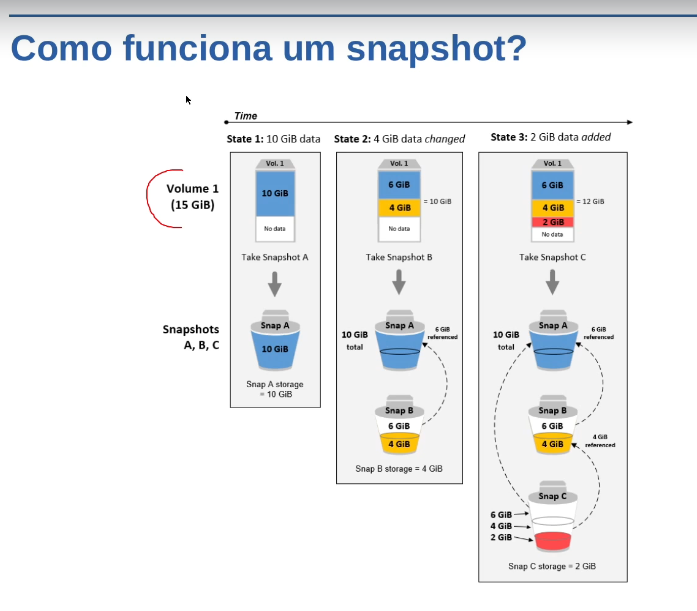 Como funciona um snapshot?
Time
State 1: 10 GiB data
State 2: 4 GiB data changed
State 3: 2 GiB data added
Volume 1
(15 GiB)
Vol. 1
10 GiB
No data
Take Snapshot A
Vol. 1
6 GiB
4 GiB
= 10 GiB
No data
Take Snapshot B
Vol. 1
6 GiB
4 GiB
= 12 GiB
2 GiB
No data
Take Snapshot C
Snapshots
A, B, C
Snap A
10 GiB
Snap A storage
= 10 GiB
10 GiB
total
Snap A
6 GiB
referenced
Snap B
6 GiB
4 GiB
Snap B storage = 4 GiB
10 GiB
total
Snap A
6 GiB
referenced
Snap B
6 GiB
4 GiB
4 GiB
referenced
Snap C
6 GiB
4 GiB
2 GiB
Snap C storage = 2 GiB